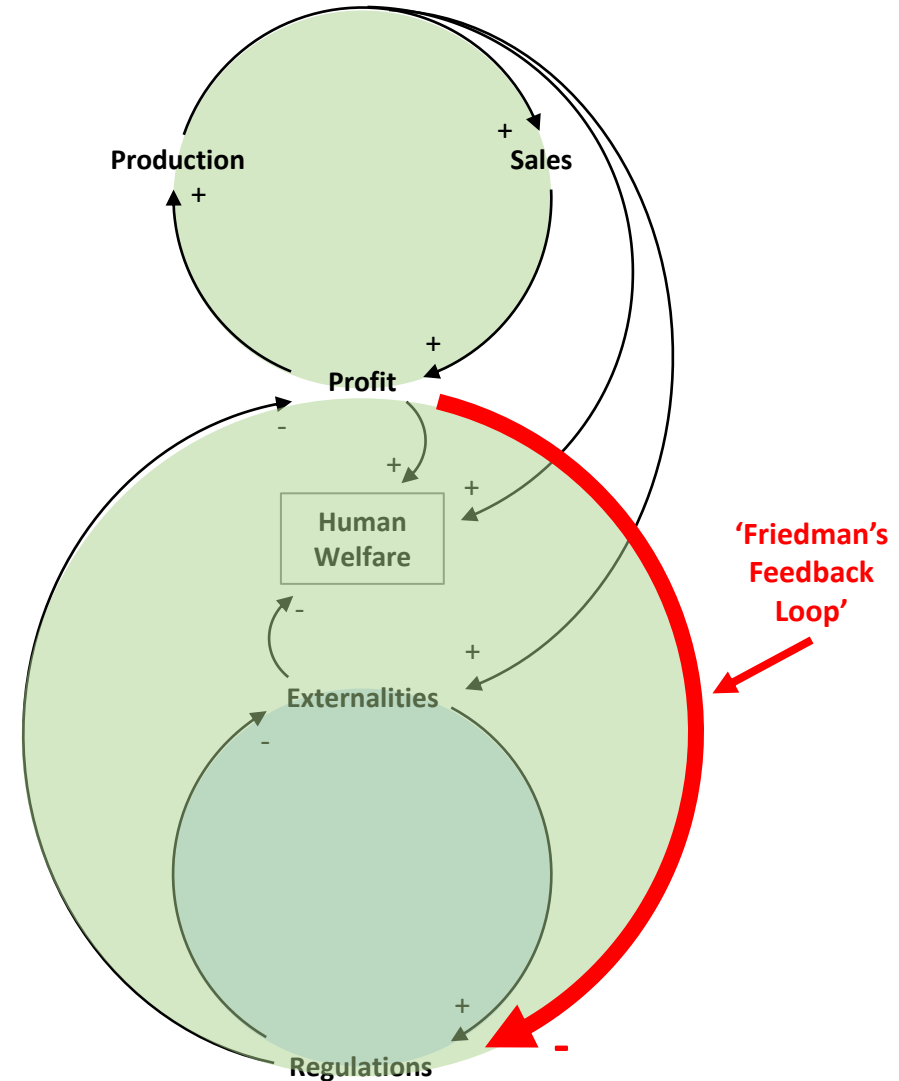 +
Production
Sales
+
+
Profit
-
+
+
Human
Welfare
‘Friedman’s
Feedback
Loop’
-
+
Externalities
-
+
-
Regulations